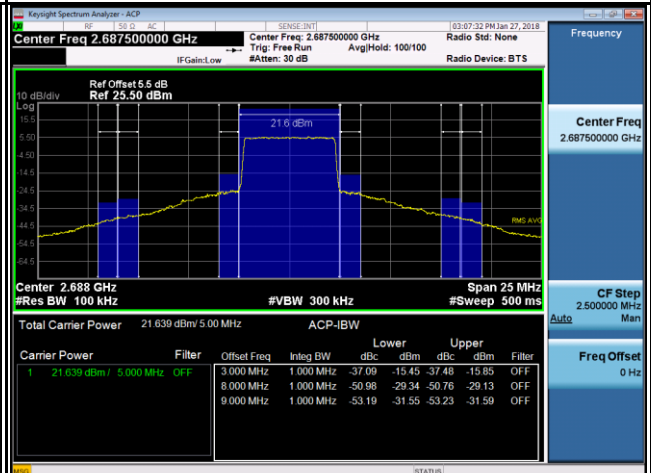 Keysight Spectrum Analyzer - ACP
RF 50 Ω AC SENSE:INT 03:07:32 PM Jan 27, 2018
Center Freq 2.687500000 GHz Center Freq: 2.687500000 GHz Radio Std: None
Trig: Free Run Avg|Hold: 100/100
IFGain:Low #Atten: 30 dB Radio Device: BTS
Ref Offset 5.5 dB
10 dB/div Ref 25.50 dBm
Log
15.5
5.50
-4.50
-14.5
-24.5
-34.5
-44.5
-54.5
-64.5
21.6 dBm
RMS AVG
Center 2.688 GHz Span 25 MHz
#Res BW 100 kHz #VBW 300 kHz #Sweep 500 ms
Total Carrier Power 21.639 dBm/ 5.00 MHz ACP-IBW
Lower Upper
Carrier Power Filter Offset Freq Integ BW dBc dBm dBc dBm Filter
1 21.639 dBm / 5.000 MHz OFF 3.000 MHz 1.000 MHz -37.09 -15.45 -37.48 -15.85 OFF
8.000 MHz 1.000 MHz -50.98 -29.34 -50.76 -29.13 OFF
9.000 MHz 1.000 MHz -53.19 -31.55 -53.23 -31.59 OFF
MSG STATUS
Frequency
Center Freq
2.687500000 GHz
CF Step
2.500000 MHz
Auto Man
Freq Offset
0 Hz